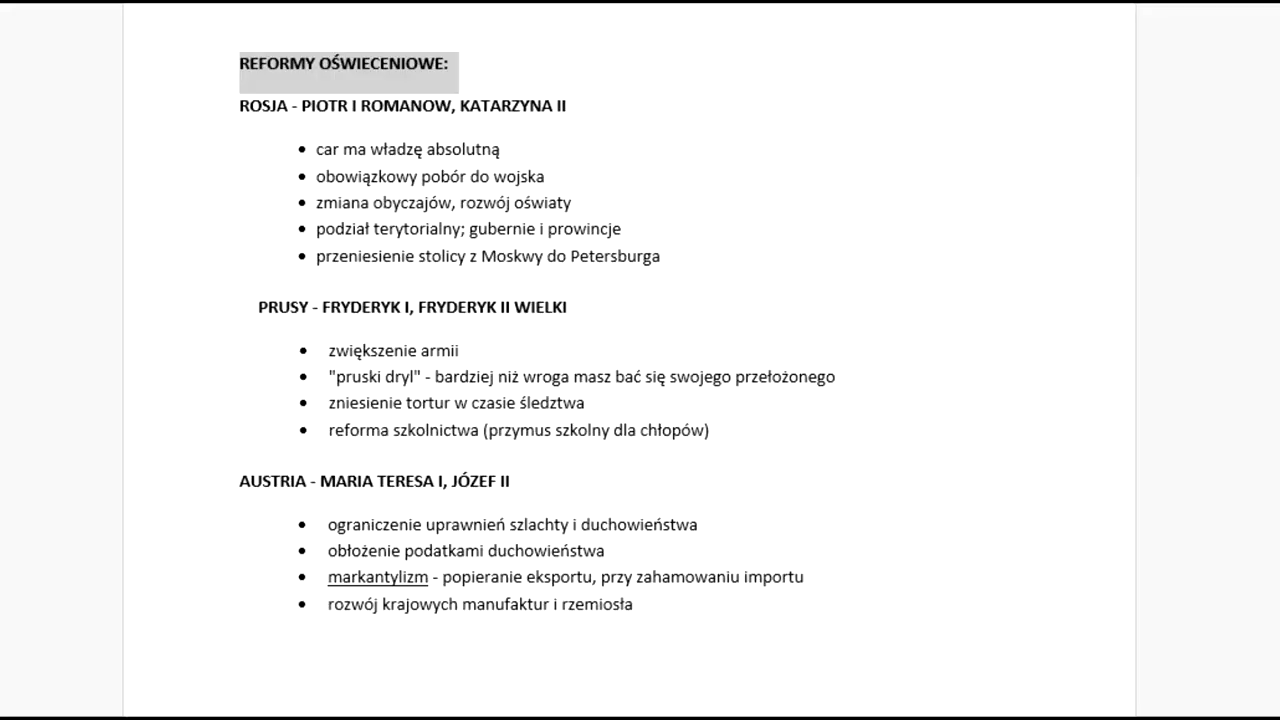 REFORMY OŚWIECENIOWE:
ROSJA - PIOTR I ROMANOW, KATARZYNA II
• car ma władzę absolutną
• obowiązkowy pobór do wojska
• zmiana obyczajów, rozwój oświaty
• podział terytorialny; gubernie i prowincje
• przeniesienie stolicy z Moskwy do Petersburga
PRUSY - FRYDERYK I, FRYDERYK II WIELKI
• zwiększenie armii
• "pruski dryl" - bardziej niż wroga masz bać się swojego przełożonego
• zniesienie tortur w czasie śledztwa
• reforma szkolnictwa (przymus szkolny dla chłopów)
AUSTRIA - MARIA TERESA I, JÓZEF II
• ograniczenie uprawnień szlachty i duchowieństwa
• obłożenie podatkami duchowieństwa
• markantylizm - popieranie eksportu, przy zahamowaniu importu
• rozwój krajowych manufaktur i rzemiosła